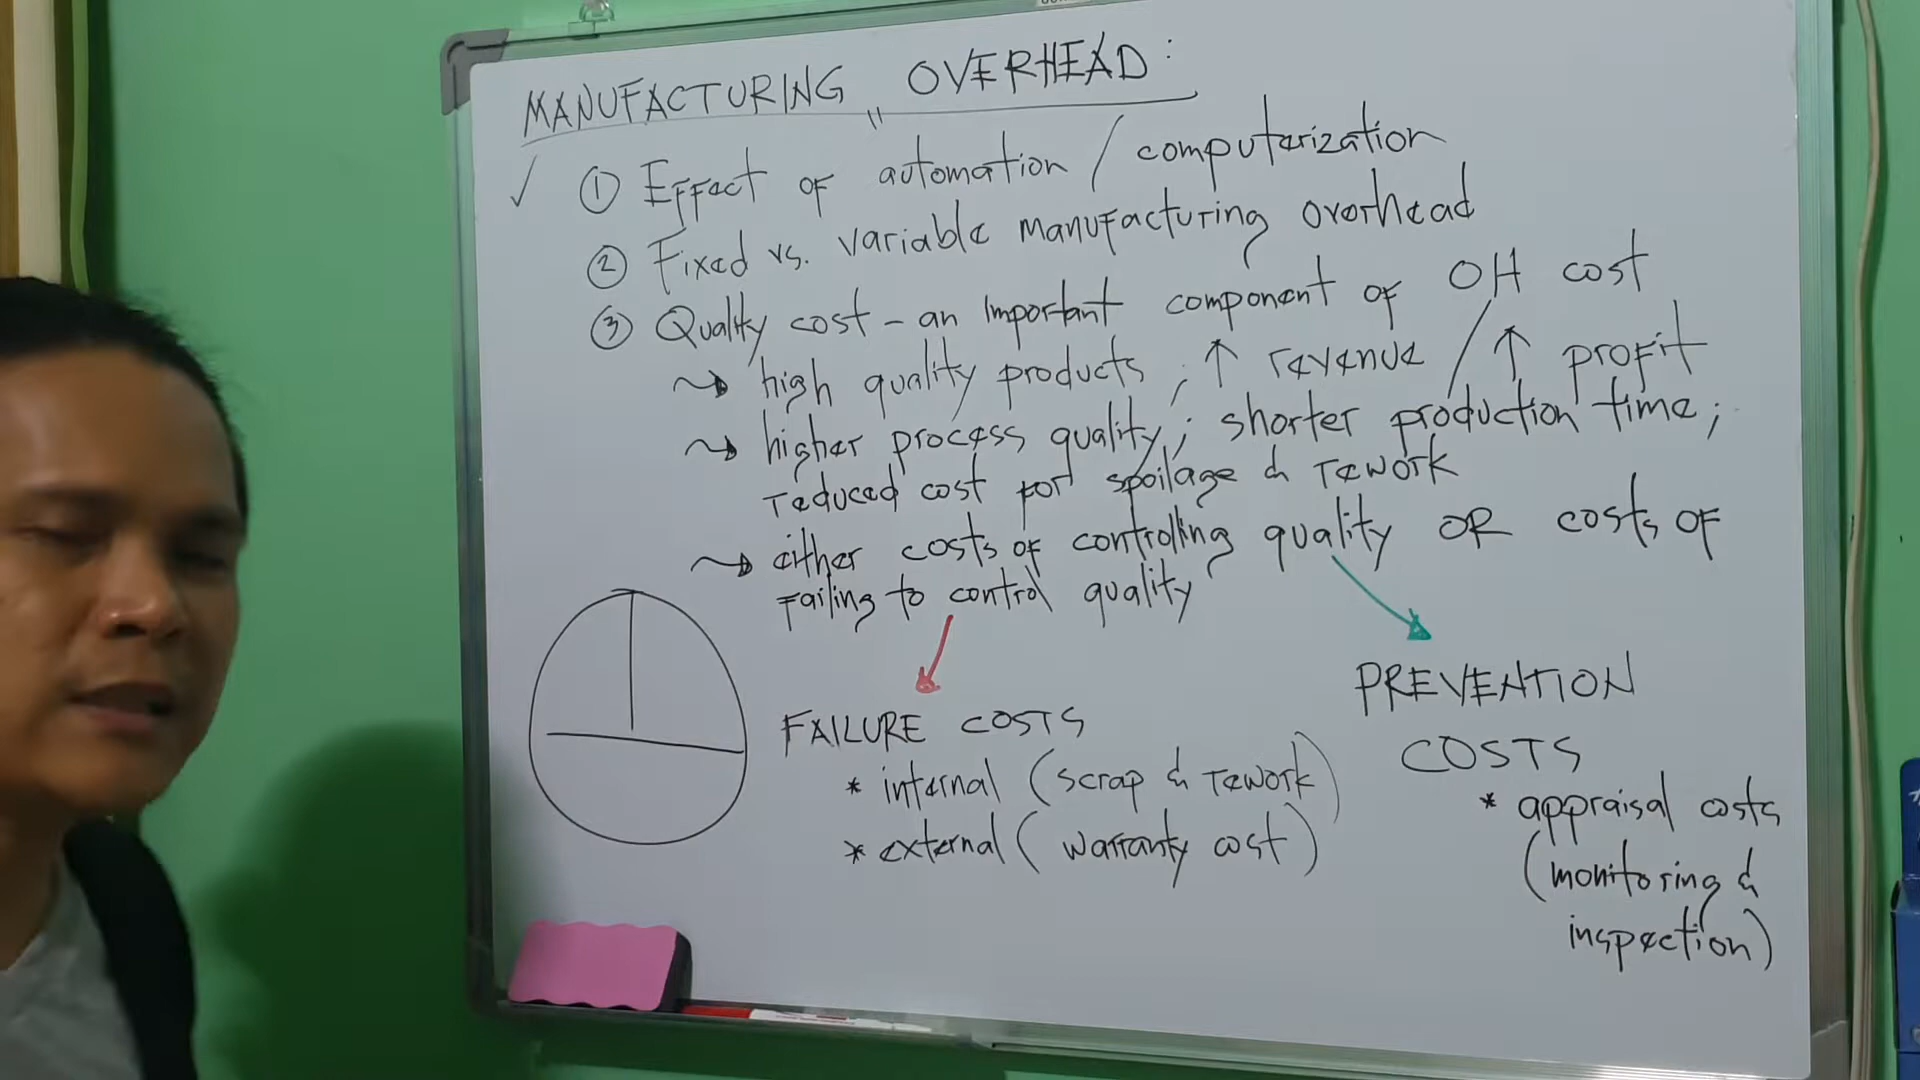 MANUFACTURING OVERHEAD:
✓ ① Effect of automation / computerization
② Fixed vs. variable manufacturing overhead
③ Quality cost - an important component of OH cost
↝ high quality products ; ↑ revenue / ↑ profit
↝ higher process quality ; shorter production time;
reduced cost for spoilage & rework
↝ either costs of controlling quality OR costs of
failing to control quality
FAILURE COSTS
* internal (scrap & rework)
* external (warranty cost)
PREVENTION
COSTS
* appraisal costs
(monitoring &
inspection)